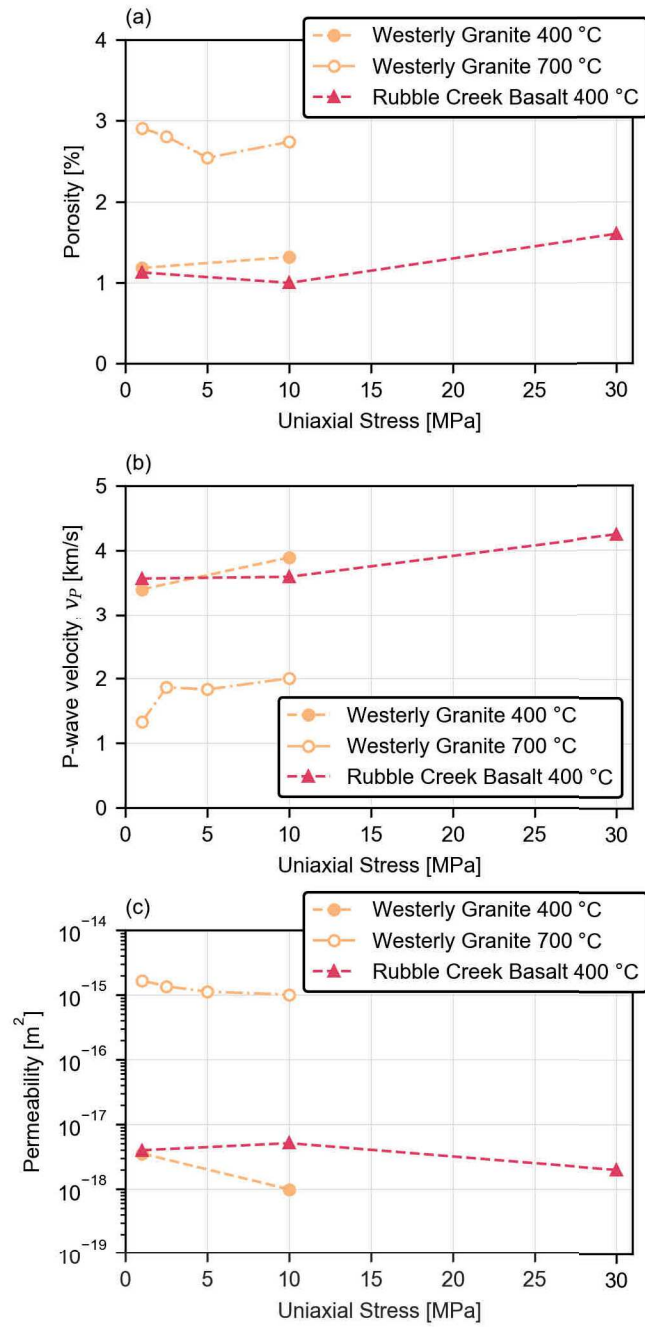 (a)
Westerly Granite 400 °C
Westerly Granite 700 °C
Rubble Creek Basalt 400 °C
4
3
2
1
0
Porosity [%]
0 5 10 15 20 25 30
Uniaxial Stress [MPa]
(b)
5
4
3
2
1
0
P-wave velocity, v_P [km/s]
Westerly Granite 400 °C
Westerly Granite 700 °C
Rubble Creek Basalt 400 °C
0 5 10 15 20 25 30
Uniaxial Stress [MPa]
(c)
Westerly Granite 400 °C
Westerly Granite 700 °C
Rubble Creek Basalt 400 °C
10⁻¹⁴
10⁻¹⁵
10⁻¹⁶
10⁻¹⁷
10⁻¹⁸
10⁻¹⁹
Permeability [m²]
0 5 10 15 20 25 30
Uniaxial Stress [MPa]